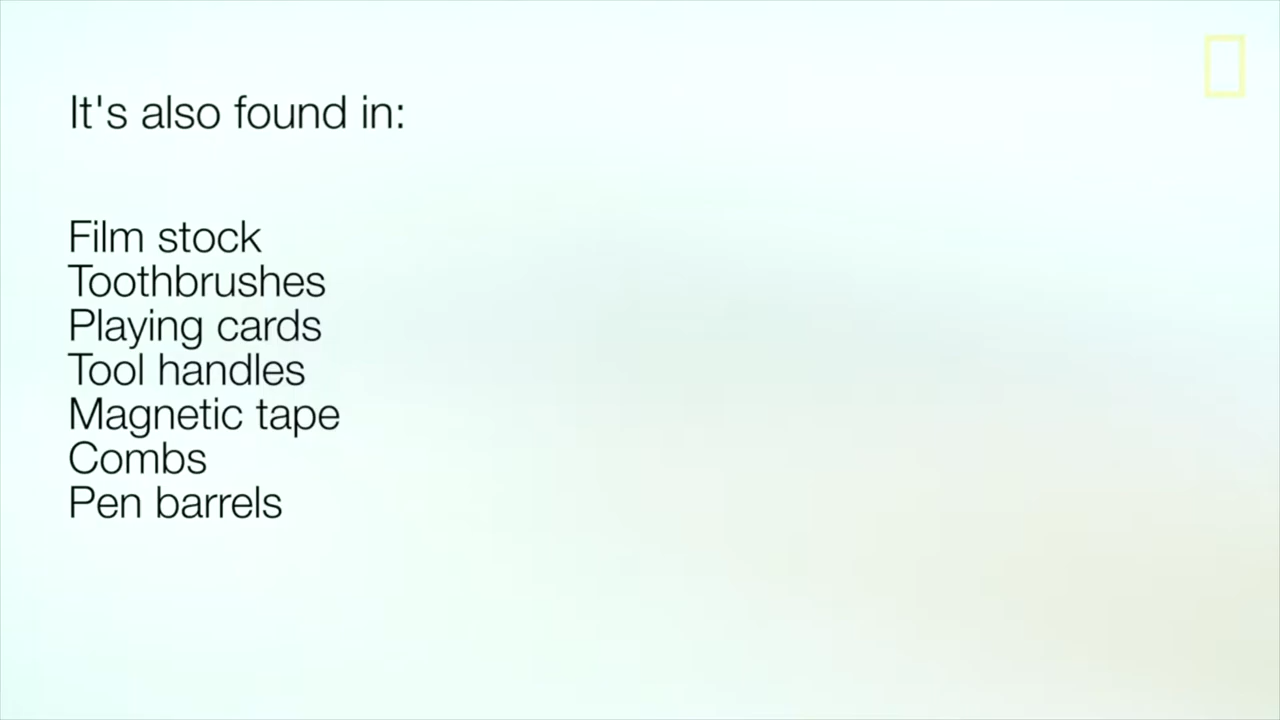 It's also found in:
Film stock
Toothbrushes
Playing cards
Tool handles
Magnetic tape
Combs
Pen barrels